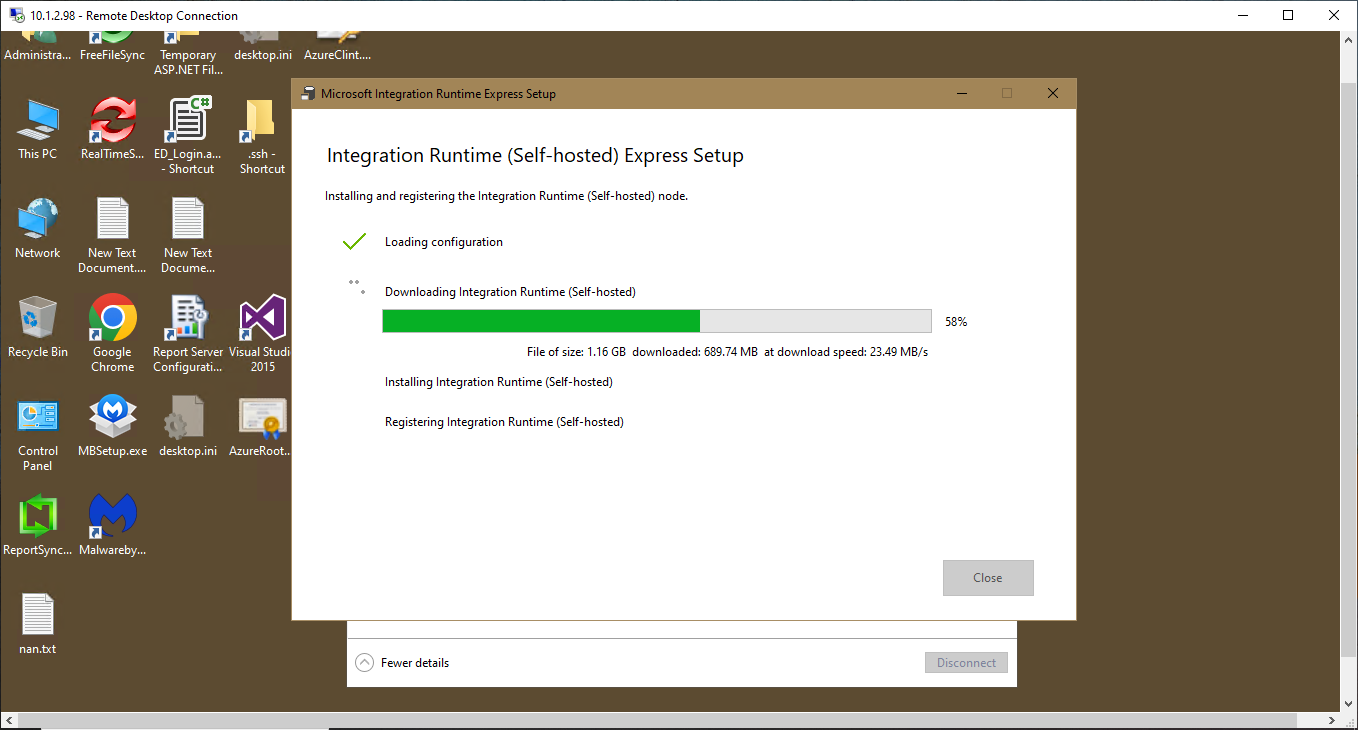 10.1.2.98 - Remote Desktop Connection
Administra...
FreeFileSync
Temporary
ASP.NET Fil...
desktop.ini
AzureClint....
Microsoft Integration Runtime Express Setup
This PC
RealTimeS...
ED_Login.a...
- Shortcut
.ssh -
Shortcut
C#
Network
New Text
Document....
New Text
Docume...
Recycle Bin
Google
Chrome
Report Server
Configurati...
Visual Studi
2015
Control
Panel
MBSetup.exe
desktop.ini
AzureRoot...
ReportSync...
Malwareby...
nan.txt
Integration Runtime (Self-hosted) Express Setup
Installing and registering the Integration Runtime (Self-hosted) node.
Loading configuration
Downloading Integration Runtime (Self-hosted)
58%
File of size: 1.16 GB downloaded: 689.74 MB at download speed: 23.49 MB/s
Installing Integration Runtime (Self-hosted)
Registering Integration Runtime (Self-hosted)
Close
Fewer details
Disconnect